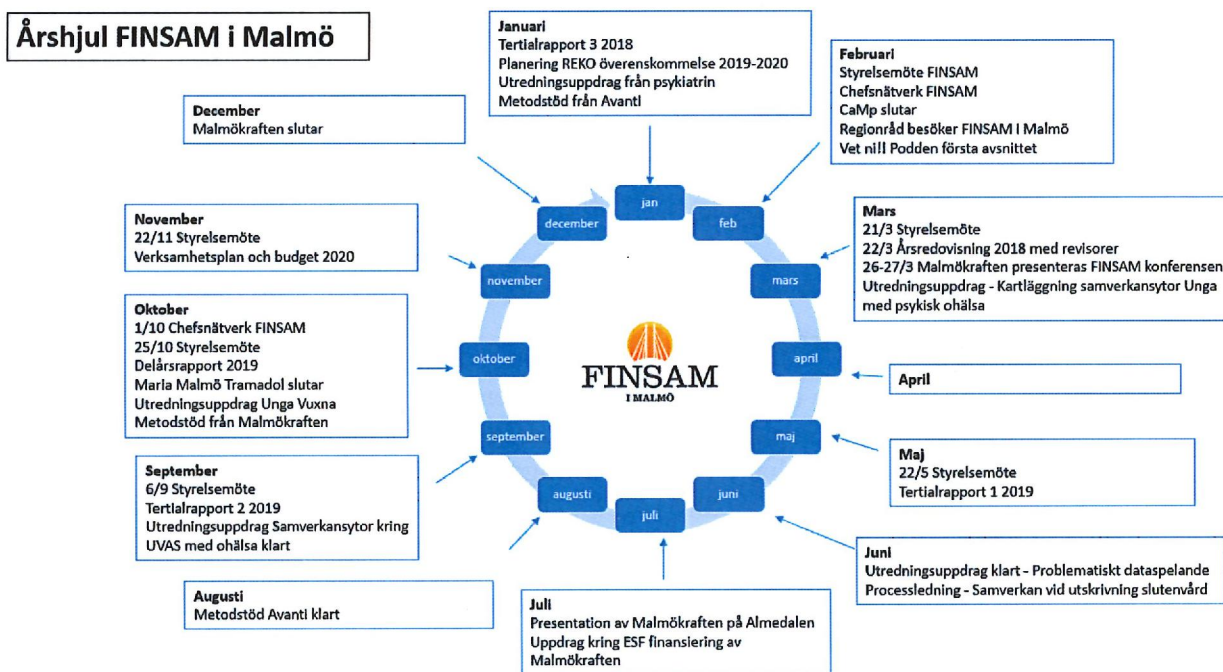 Årshjul FINSAM i Malmö
Januari
Tertialrapport 3 2018
Planering REKO överenskommelse 2019-2020
Utredningsuppdrag från psykiatrin
Metodstöd från Avanti
Februari
Styrelsemöte FINSAM
Chefsnätverk FINSAM
CaMp slutar
Regionråd besöker FINSAM I Malmö
Vet ni!! Podden första avsnittet
Mars
21/3 Styrelsemöte
22/3 Årsredovisning 2018 med revisorer
26-27/3 Malmökraften presenteras FINSAM konferensen
Utredningsuppdrag - Kartläggning samverkansytor Unga
med psykisk ohälsa
April
Maj
22/5 Styrelsemöte
Tertialrapport 1 2019
Juni
Utredningsuppdrag klart - Problematiskt dataspelande
Processledning - Samverkan vid utskrivning slutenvård
Juli
Presentation av Malmökraften på Almedalen
Uppdrag kring ESF finansiering av
Malmökraften
Augusti
Metodstöd Avanti klart
September
6/9 Styrelsemöte
Tertialrapport 2 2019
Utredningsuppdrag Samverkansytor kring
UVAS med ohälsa klart
Oktober
1/10 Chefsnätverk FINSAM
25/10 Styrelsemöte
Delårsrapport 2019
Maria Malmö Tramadol slutar
Utredningsuppdrag Unga Vuxna
Metodstöd från Malmökraften
November
22/11 Styrelsemöte
Verksamhetsplan och budget 2020
December
Malmökraften slutar
jan
feb
mars
april
maj
juni
juli
augusti
september
oktober
november
december
FINSAM
I MALMÖ